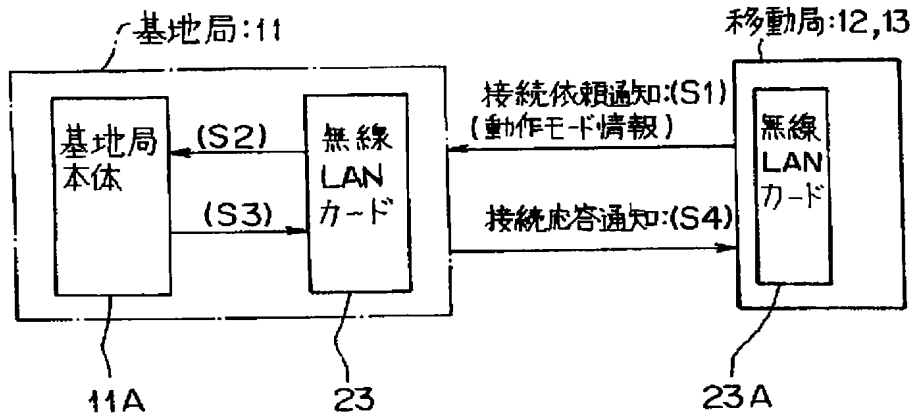 基地局:11
移動局:12,13
接続依頼通知:(S1)
(動作モード情報)
基地局
本体
(S2)
(S3)
無線
LAN
カード
接続応答通知:(S4)
無線
LAN
カード
11A
23
23A